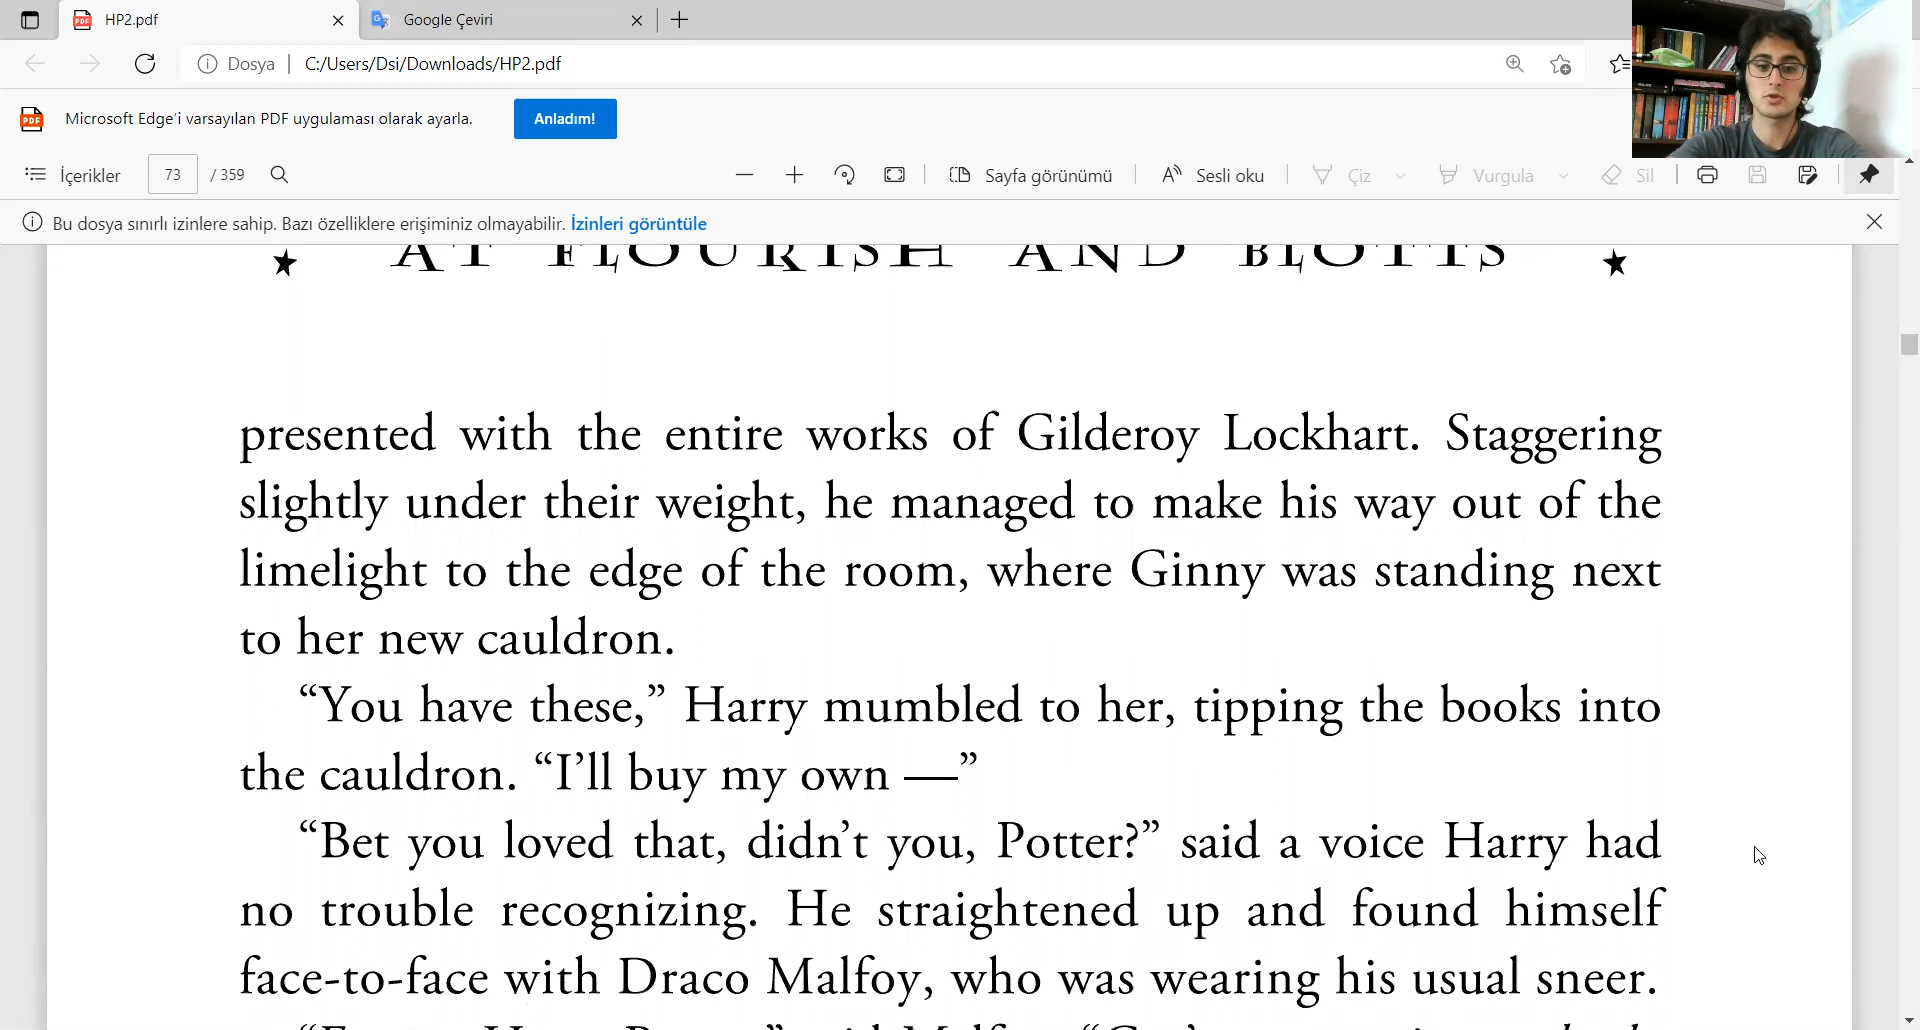 HP2.pdf
Google Çeviri
Dosya
C:/Users/Dsi/Downloads/HP2.pdf
Microsoft Edge'i varsayılan PDF uygulaması olarak ayarla.
Anladım!
İçerikler
73
/ 359
Sayfa görünümü
Sesli oku
Çiz
Vurgula
Sil
Bu dosya sınırlı izinlere sahip. Bazı özelliklere erişiminiz olmayabilir. İzinleri görüntüle
AT FLOURISH AND BLOTTS
presented with the entire works of Gilderoy Lockhart. Staggering
slightly under their weight, he managed to make his way out of the
limelight to the edge of the room, where Ginny was standing next
to her new cauldron.
“You have these,” Harry mumbled to her, tipping the books into
the cauldron. “I’ll buy my own —”
“Bet you loved that, didn’t you, Potter?” said a voice Harry had
no trouble recognizing. He straightened up and found himself
face-to-face with Draco Malfoy, who was wearing his usual sneer.